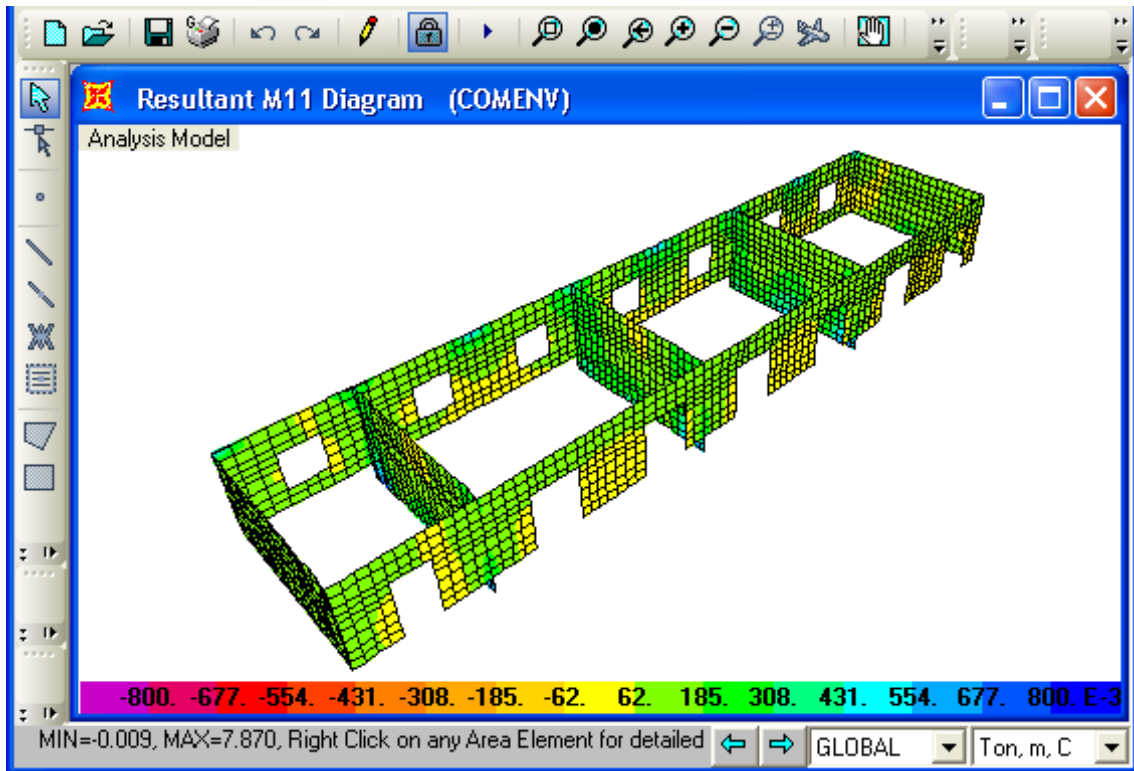 Resultant M11 Diagram (COMENV)
Analysis Model
-800. -677. -554. -431. -308. -185. -62. 62. 185. 308. 431. 554. 677. 800. E-3
MIN=-0.009, MAX=7.870, Right Click on any Area Element for detailed GLOBAL Ton, m, C